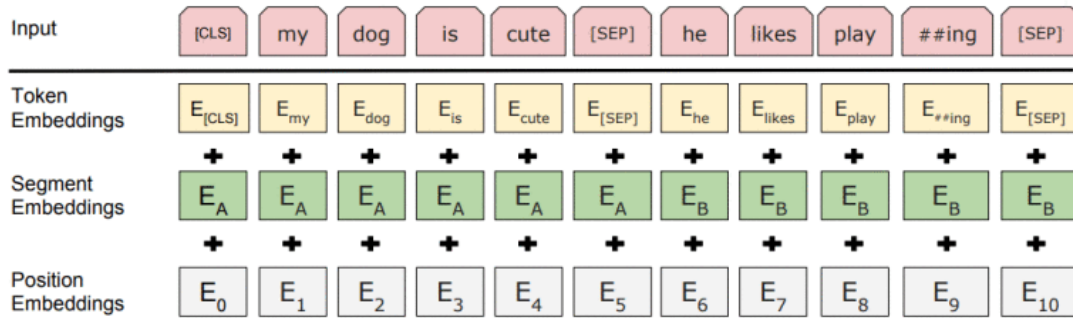 Input [CLS] my dog is cute [SEP] he likes play ##ing [SEP]
Token
Embeddings E[CLS] Emy Edog Eis Ecute E[SEP] Ehe Elikes Eplay E##ing E[SEP]
+ + + + + + + + + + +
Segment
Embeddings EA EA EA EA EA EA EB EB EB EB EB
+ + + + + + + + + + +
Position
Embeddings E0 E1 E2 E3 E4 E5 E6 E7 E8 E9 E10